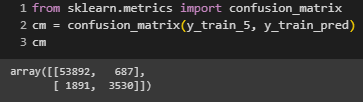 1 from sklearn.metrics import confusion_matrix
2 cm = confusion_matrix(y_train_5, y_train_pred)
3 cm
array([[53892,   687],
       [ 1891,  3530]])